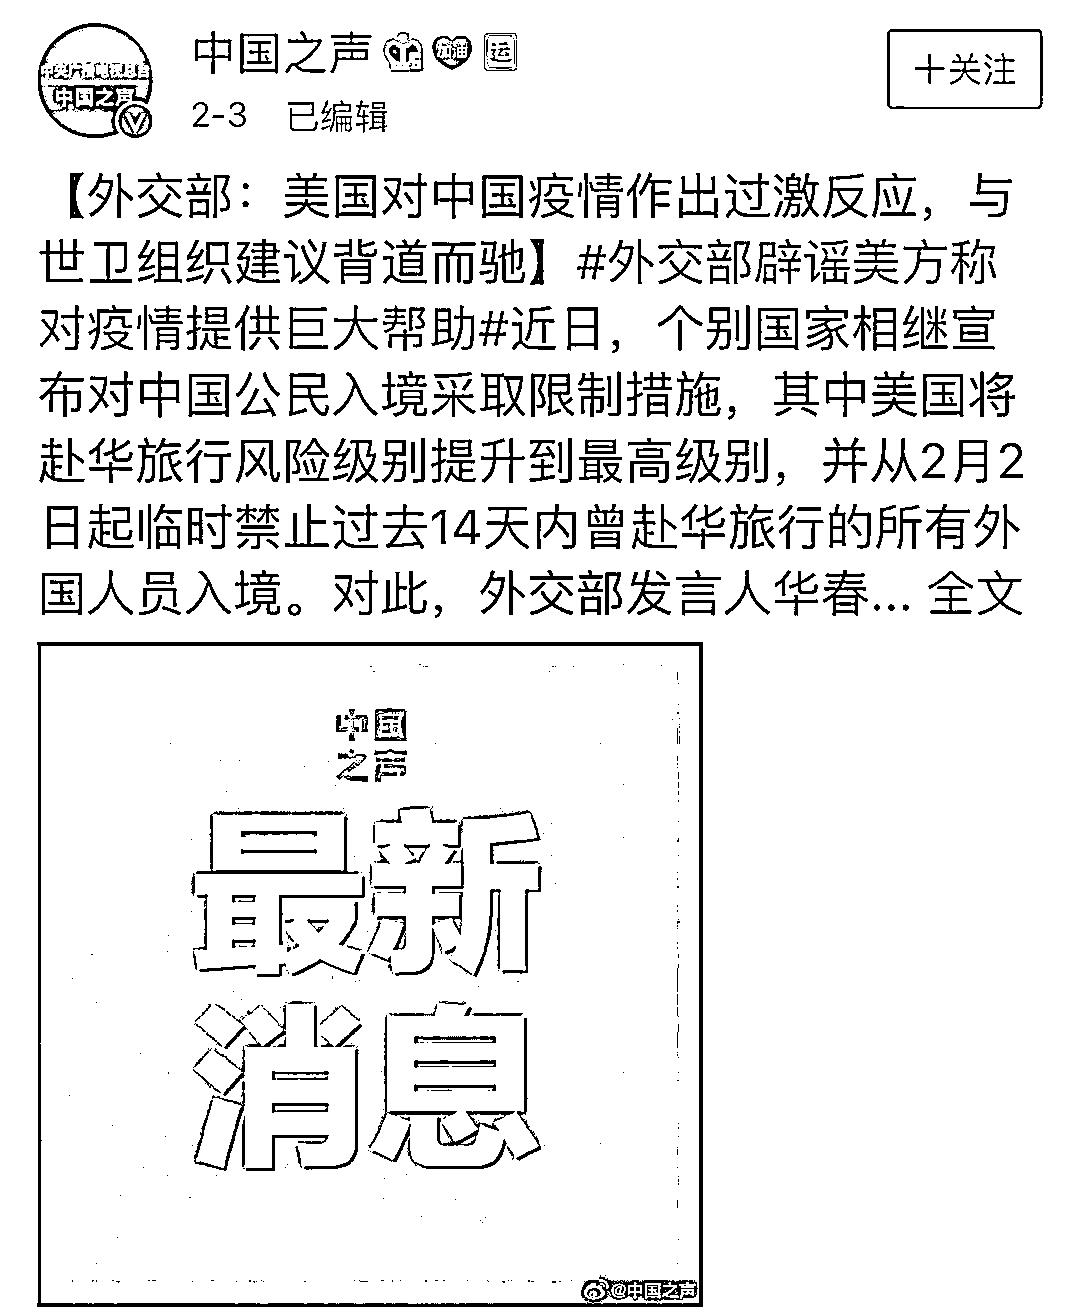 中国之声 加油 运
+关注
中央广播电视总台
中国之声
2-3 已编辑
【外交部：美国对中国疫情作出过激反应，与
世卫组织建议背道而驰】#外交部辟谣美方称
对疫情提供巨大帮助#近日，个别国家相继宣
布对中国公民入境采取限制措施，其中美国将
赴华旅行风险级别提升到最高级别，并从2月2
日起临时禁止过去14天内曾赴华旅行的所有外
国人员入境。对此，外交部发言人华春... 全文
中国
之声
最新
消息
@中国之声